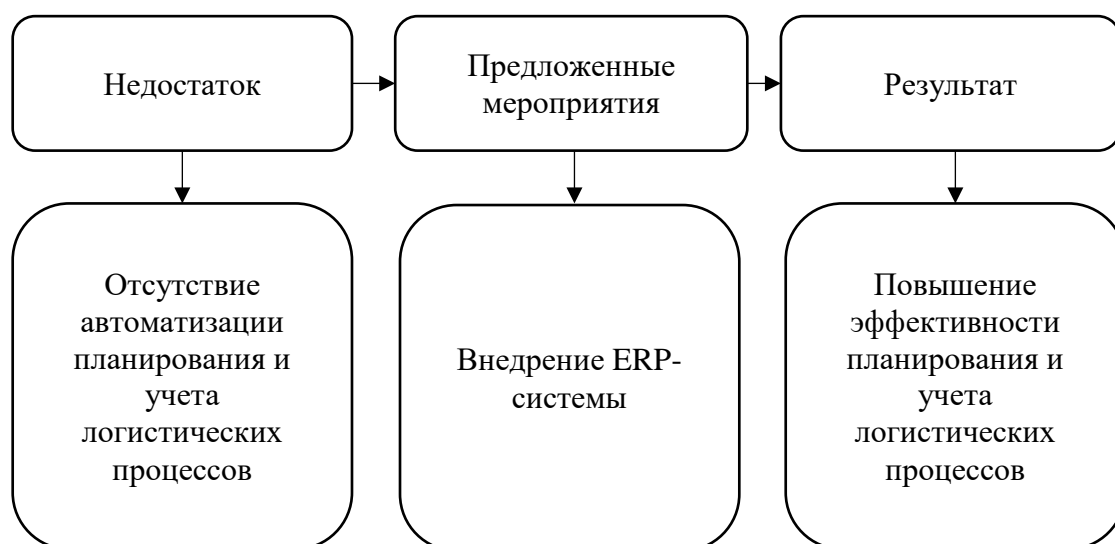 Недостаток
Предложенные
мероприятия
Результат
Отсутствие
автоматизации
планирования и
учета
логистических
процессов
Внедрение ERP-
системы
Повышение
эффективности
планирования и
учета
логистических
процессов